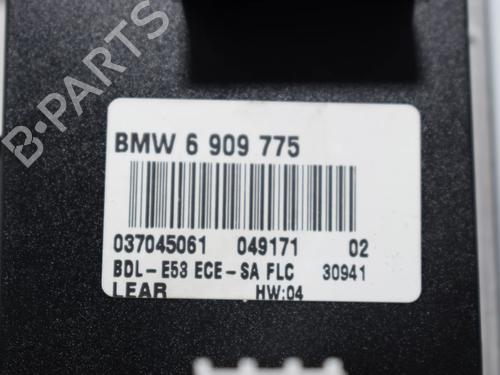 B-PARTS
BMW 6 909 775
037045061 049171 02
BDL-E53 ECE-SA FLC 30941
LEAR HW:04